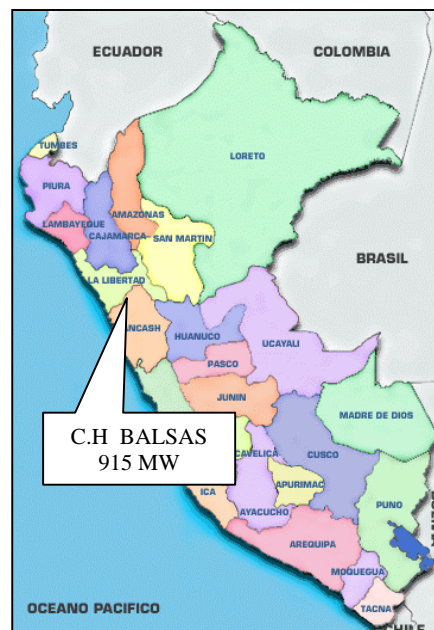 ECUADOR
COLOMBIA
TUMBES
LORETO
PIURA
AMAZONAS
LAMBAYEQUE
CAJAMARCA
SAN MARTIN
BRASIL
LA LIBERTAD
ANCASH
HUANUCO
UCAYALI
PASCO
JUNIN
MADRE DE DIOS
C.H BALSAS
915 MW
CAVELICA
CUSCO
APURIMAC
ICA
PUNO
AYACUCHO
AREQUIPA
MOQUEGUA
OCEANO PACIFICO
TACNA
CHILE